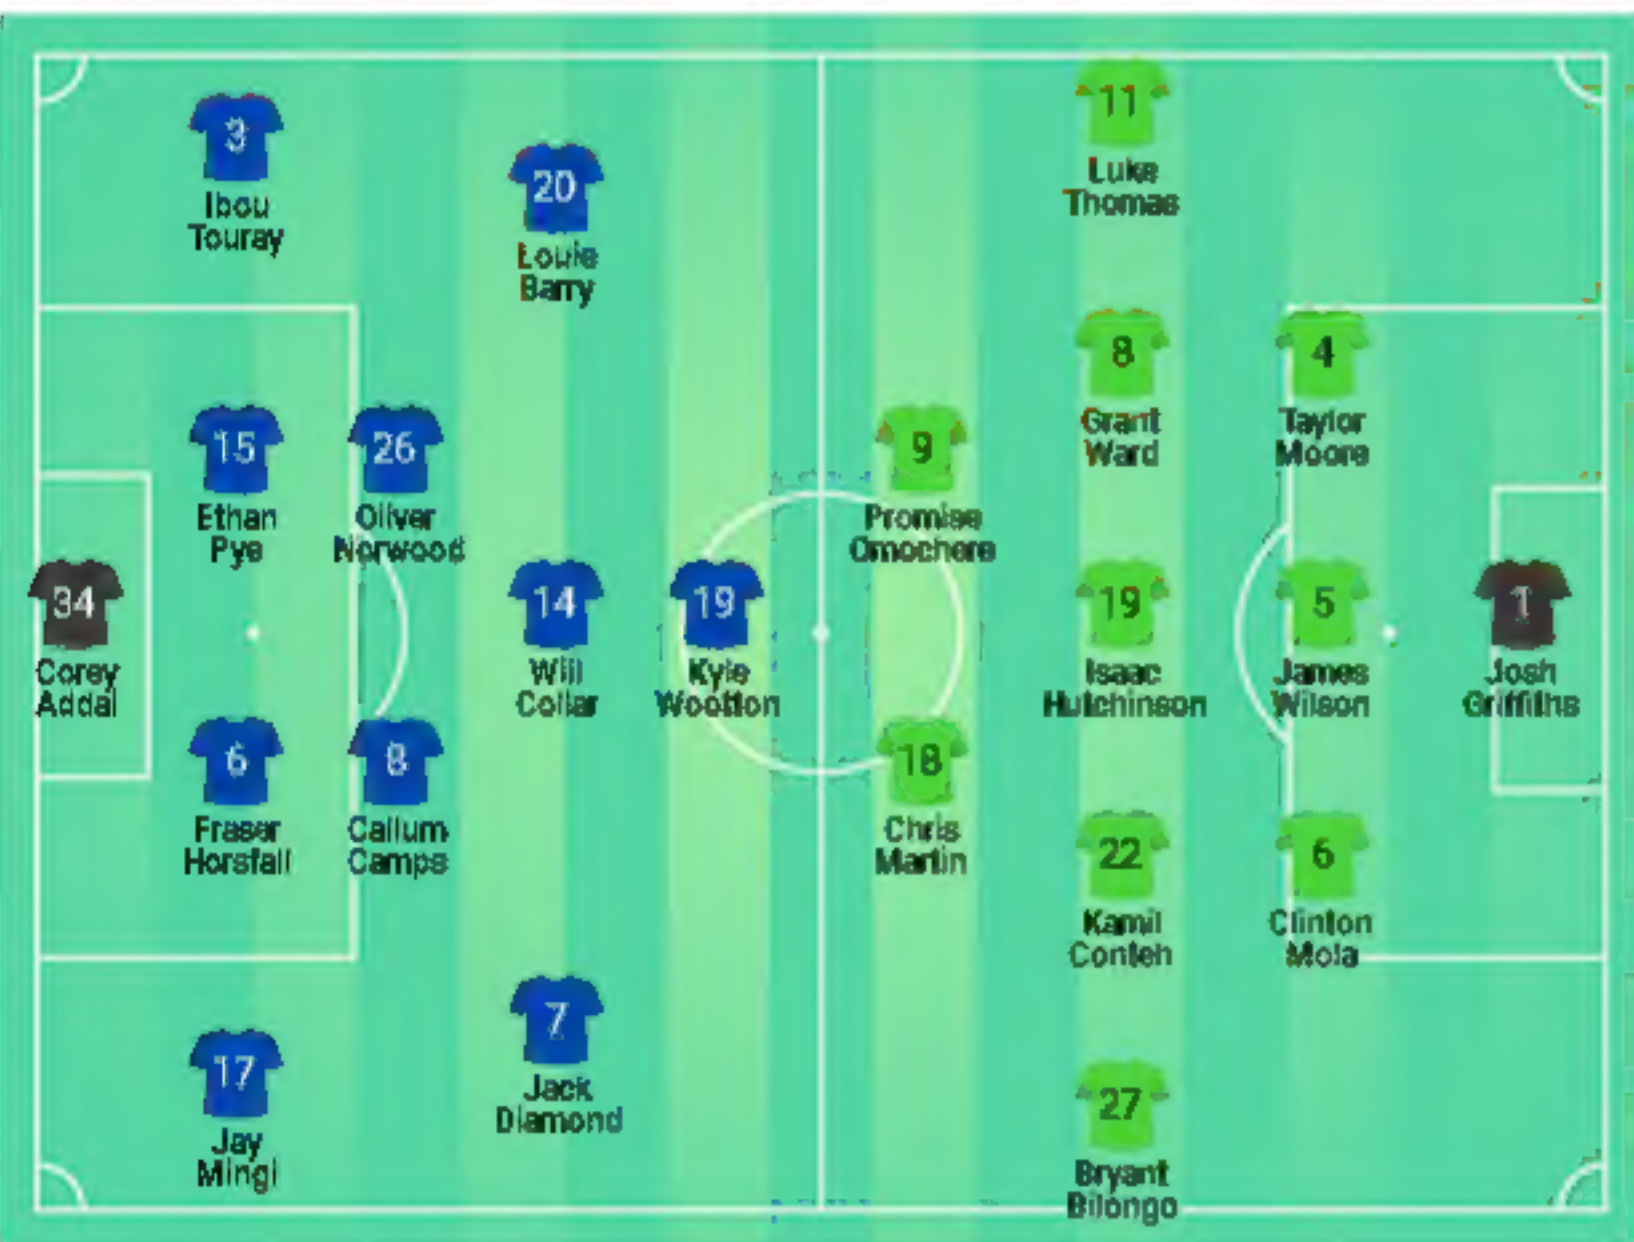 3
Ibou
Touray
20
Louie
Barry
15
Ethan
Pye
26
Oliver
Norwood
34
Corey
Addai
14
Will
Collar
19
Kyle
Wootton
6
Fraser
Horsfall
8
Callum
Camps
7
Jack
Diamond
17
Jay
Mingi
11
Luke
Thomas
8
Grant
Ward
4
Taylor
Moore
9
Promise
Omochere
19
Isaac
Hutchinson
5
James
Wilson
1
Josh
Griffiths
18
Chris
Martin
22
Kamil
Conteh
6
Clinton
Mola
27
Bryant
Bilongo